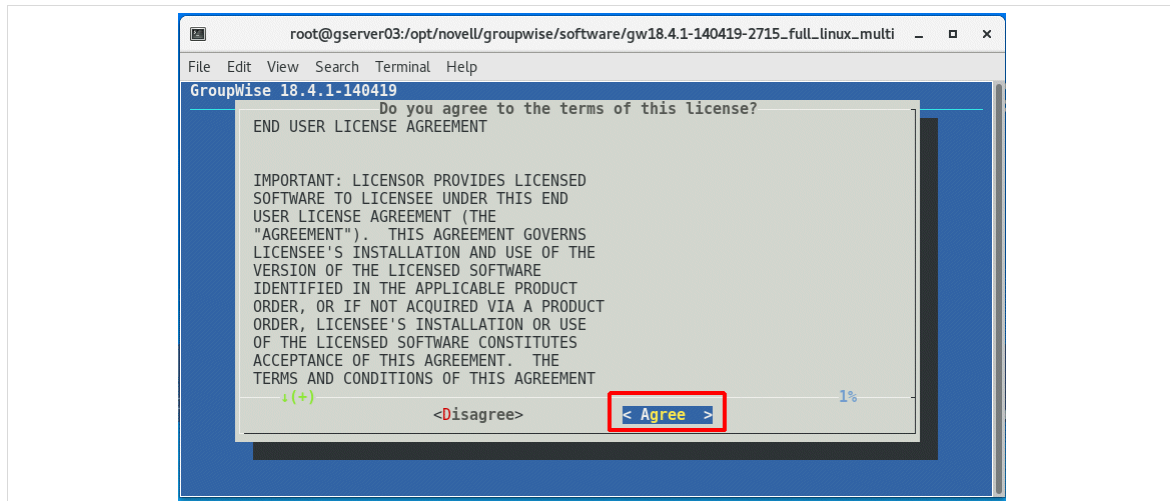 root@gserver03:/opt/novell/groupwise/software/gw18.4.1-140419-2715_full_linux_multi
File Edit View Search Terminal Help
GroupWise 18.4.1-140419
Do you agree to the terms of this license?
END USER LICENSE AGREEMENT
IMPORTANT: LICENSOR PROVIDES LICENSED
SOFTWARE TO LICENSEE UNDER THIS END
USER LICENSE AGREEMENT (THE
"AGREEMENT").  THIS AGREEMENT GOVERNS
LICENSEE'S INSTALLATION AND USE OF THE
VERSION OF THE LICENSED SOFTWARE
IDENTIFIED IN THE APPLICABLE PRODUCT
ORDER, OR IF NOT ACQUIRED VIA A PRODUCT
ORDER, LICENSEE'S INSTALLATION OR USE
OF THE LICENSED SOFTWARE CONSTITUTES
ACCEPTANCE OF THIS AGREEMENT.  THE
TERMS AND CONDITIONS OF THIS AGREEMENT
↓(+) 1%
<Disagree> < Agree  >